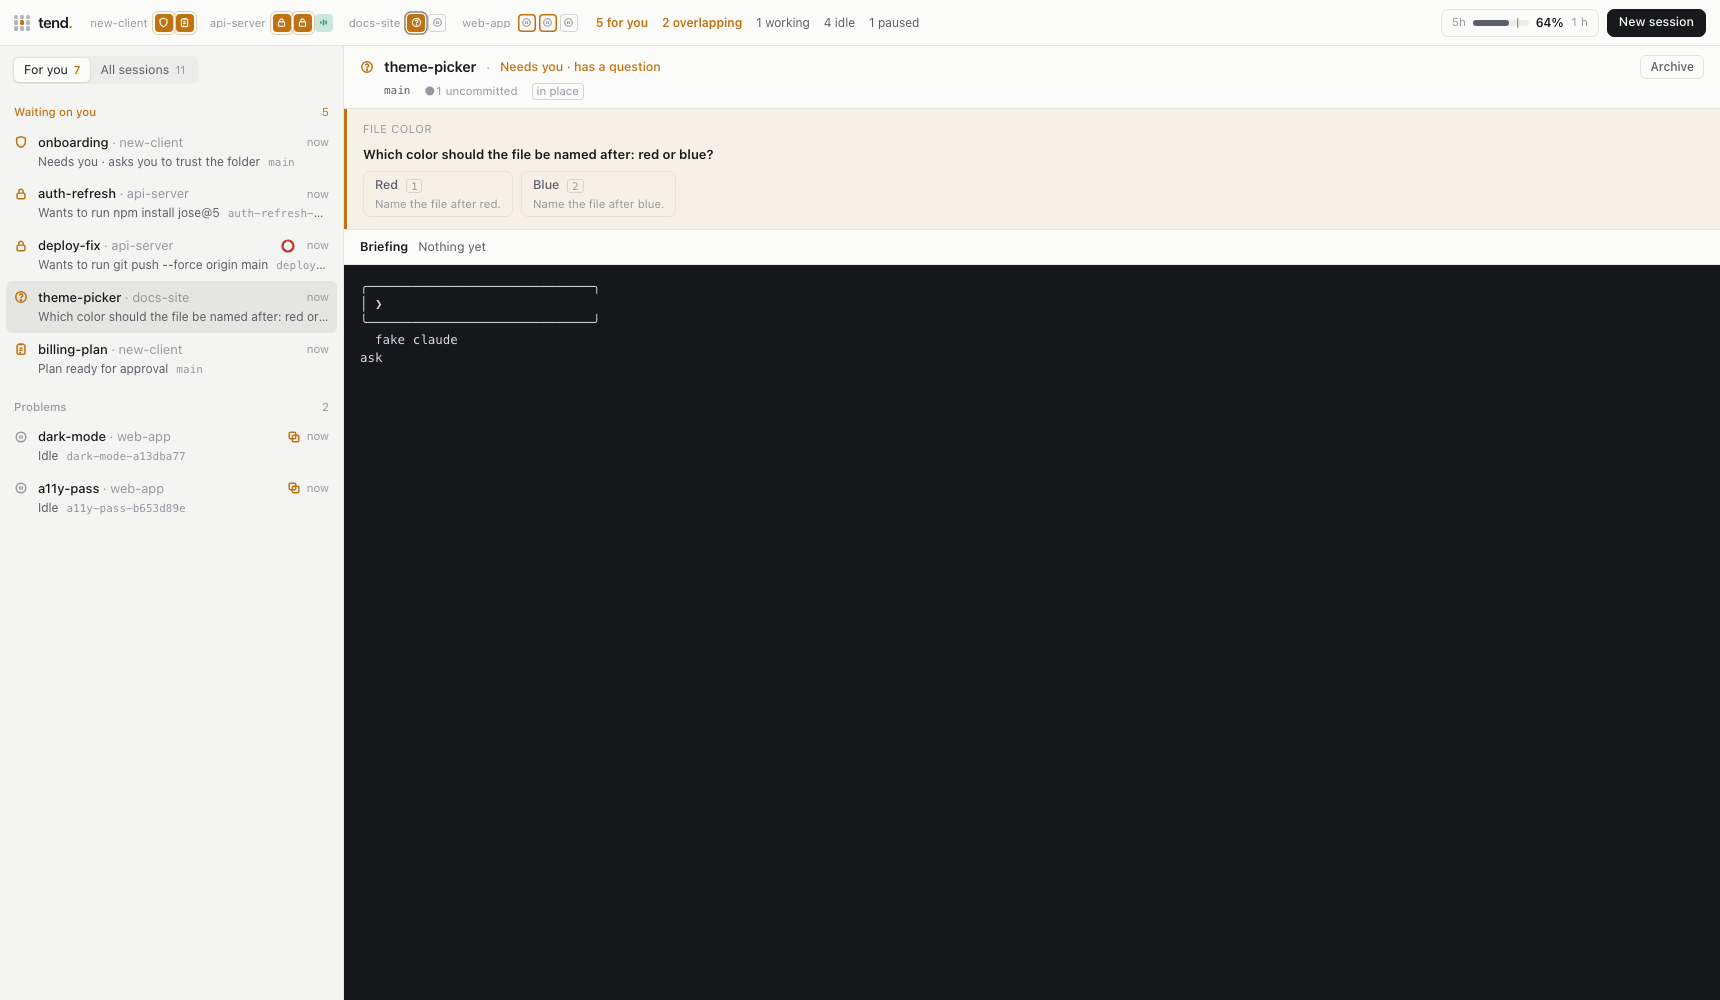 tend. new-client api-server docs-site web-app 5 for you 2 overlapping 1 working 4 idle 1 paused 5h 64% 1 h New session
For you 7 All sessions 11
Waiting on you 5
onboarding · new-client now
Needs you · asks you to trust the folder main
auth-refresh · api-server now
Wants to run npm install jose@5 auth-refresh-…
deploy-fix · api-server now
Wants to run git push --force origin main deploy…
theme-picker · docs-site now
Which color should the file be named after: red or…
billing-plan · new-client now
Plan ready for approval main
Problems 2
dark-mode · web-app now
Idle dark-mode-a13dba77
a11y-pass · web-app now
Idle a11y-pass-b653d89e
theme-picker · Needs you · has a question Archive
main 1 uncommitted in place
FILE COLOR
Which color should the file be named after: red or blue?
Red 1
Name the file after red.
Blue 2
Name the file after blue.
Briefing Nothing yet
❯
fake claude
ask